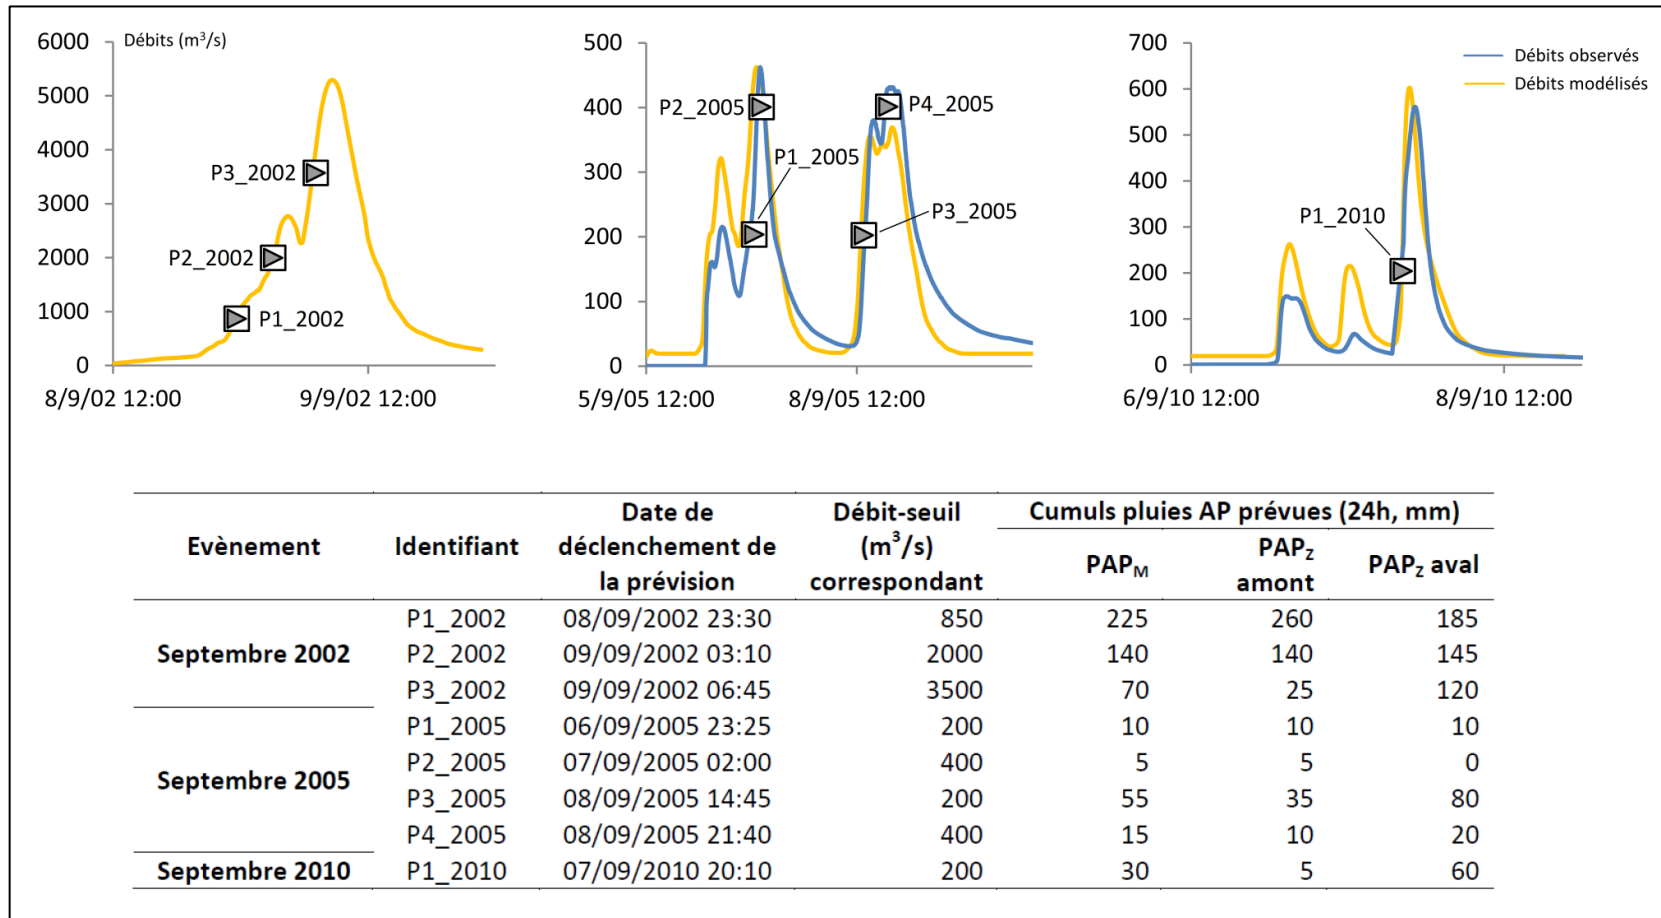 Débits (m³/s)
6000
5000
4000
3000
2000
1000
0
P3_2002
P2_2002
P1_2002
8/9/02 12:00
9/9/02 12:00
500
400
300
200
100
0
P2_2005
P4_2005
P1_2005
P3_2005
5/9/05 12:00
8/9/05 12:00
700
600
500
400
300
200
100
0
Débits observés
Débits modélisés
P1_2010
6/9/10 12:00
8/9/10 12:00
Evènement
Identifiant
Date de
déclenchement de
la prévision
Débit-seuil
(m³/s)
correspondant
Cumuls pluies AP prévues (24h, mm)
PAP_M
PAP_Z
amont
PAP_Z aval
Septembre 2002
P1_2002 08/09/2002 23:30 850 225 260 185
P2_2002 09/09/2002 03:10 2000 140 140 145
P3_2002 09/09/2002 06:45 3500 70 25 120
Septembre 2005
P1_2005 06/09/2005 23:25 200 10 10 10
P2_2005 07/09/2005 02:00 400 5 5 0
P3_2005 08/09/2005 14:45 200 55 35 80
P4_2005 08/09/2005 21:40 400 15 10 20
Septembre 2010 P1_2010 07/09/2010 20:10 200 30 5 60